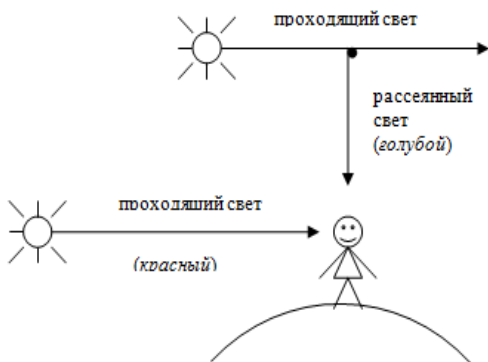 проходящий свет
рассеянный
свет
(голубой)
проходящий свет
(красный)